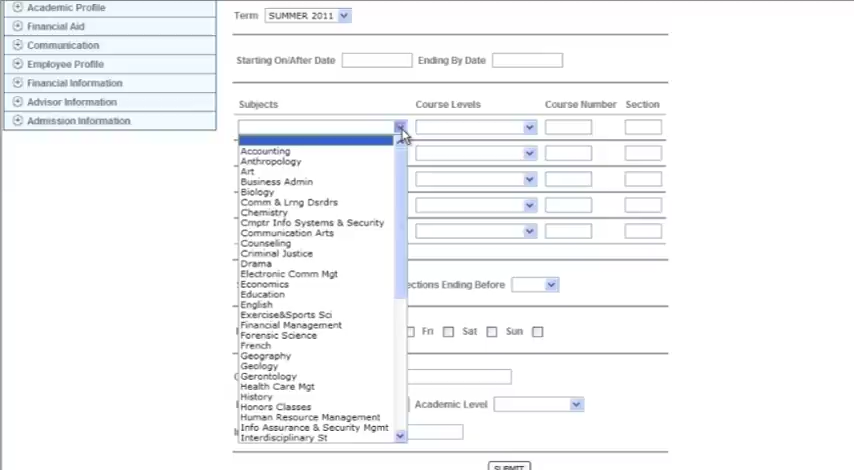 Academic Profile
Financial Aid
Communication
Employee Profile
Financial Information
Advisor Information
Admission Information
Term SUMMER 2011
Starting On/After Date Ending By Date
Subjects Course Levels Course Number Section
Accounting
Anthropology
Art
Business Admin
Biology
Comm & Lrng Dsrdrs
Chemistry
Cmptr Info Systems & Security
Communication Arts
Counseling
Criminal Justice
Drama
Electronic Comm Mgt
Economics
Education
English
Exercise&Sports Sci
Financial Management
Forensic Science
French
Geography
Geology
Gerontology
Health Care Mgt
History
Honors Classes
Human Resource Management
Info Assurance & Security Mgmt
Interdisciplinary St
ections Ending Before
Fri Sat Sun
Academic Level
SUBMIT